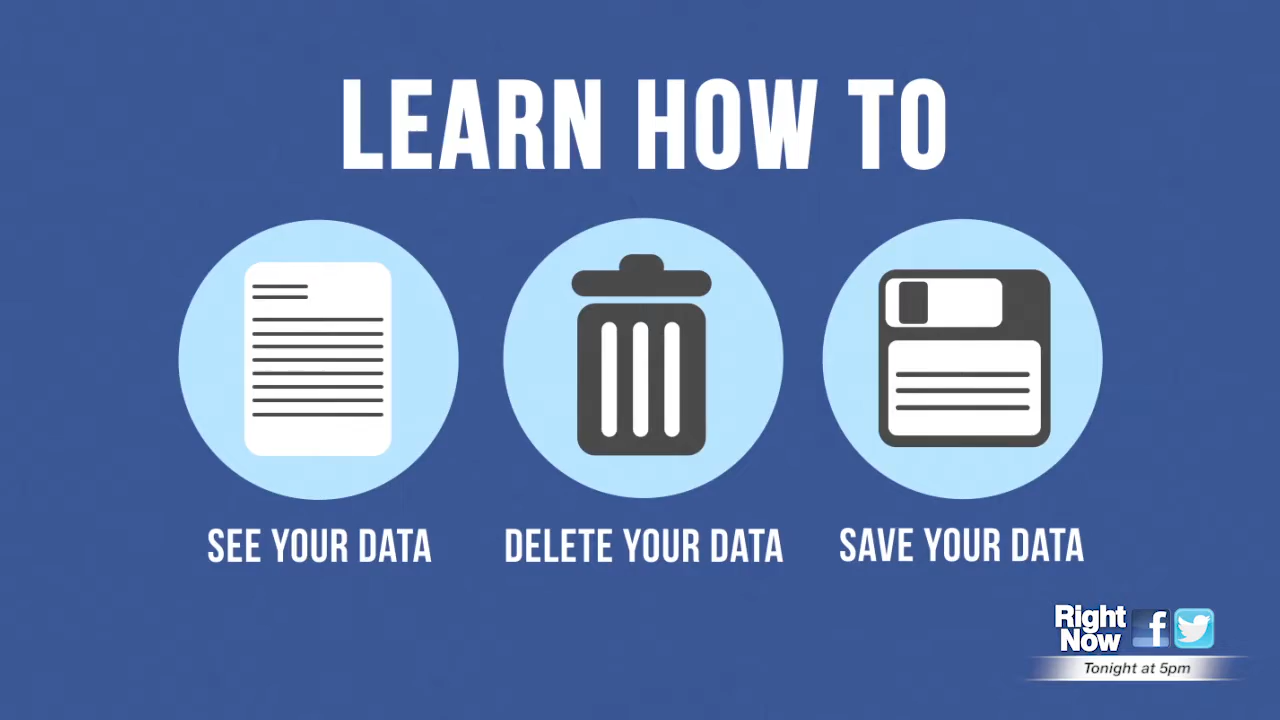 LEARN HOW TO
SEE YOUR DATA
DELETE YOUR DATA
SAVE YOUR DATA
Right
Now
f
Tonight at 5pm